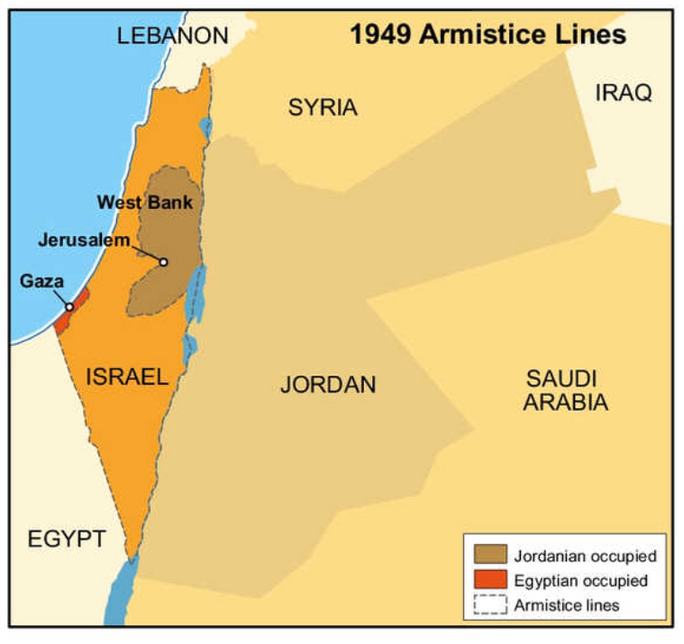 1949 Armistice Lines
LEBANON
SYRIA
IRAQ
West Bank
Jerusalem
Gaza
ISRAEL
JORDAN
SAUDI
ARABIA
EGYPT
Jordanian occupied
Egyptian occupied
Armistice lines